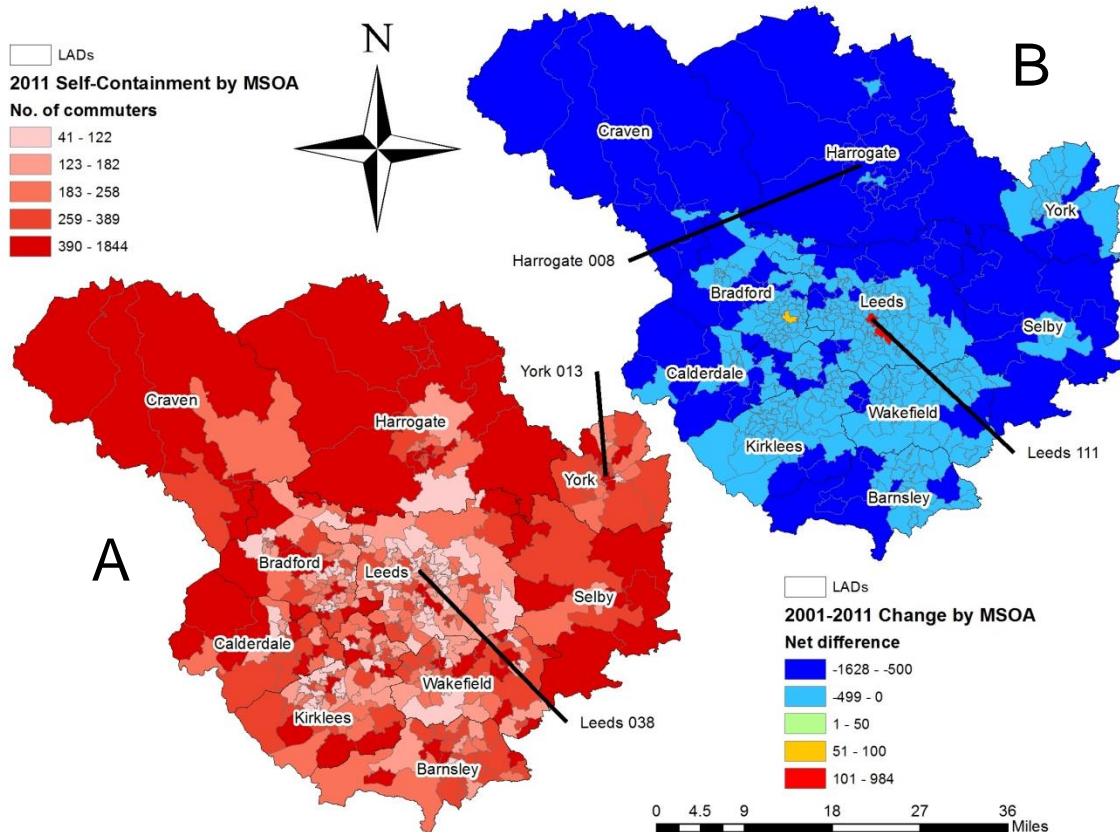 LADs
2011 Self-Containment by MSOA
No. of commuters
41 - 122
123 - 182
183 - 258
259 - 389
390 - 1844
N
B
Craven
Harrogate
York
Harrogate 008
Bradford
Leeds
Selby
Calderdale
Wakefield
Kirklees
Leeds 111
Barnsley
A
York 013
Craven
Harrogate
York
Bradford
Leeds
Selby
Calderdale
Wakefield
Kirklees
Leeds 038
Barnsley
LADs
2001-2011 Change by MSOA
Net difference
-1628 - -500
-499 - 0
1 - 50
51 - 100
101 - 984
0 4.5 9 18 27 36
Miles